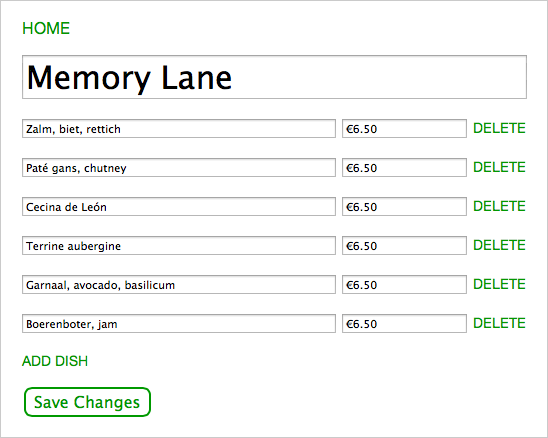 HOME
Memory Lane
Zalm, biet, rettich €6.50 DELETE
Paté gans, chutney €6.50 DELETE
Cecina de León €6.50 DELETE
Terrine aubergine €6.50 DELETE
Garnaal, avocado, basilicum €6.50 DELETE
Boerenboter, jam €6.50 DELETE
ADD DISH
Save Changes